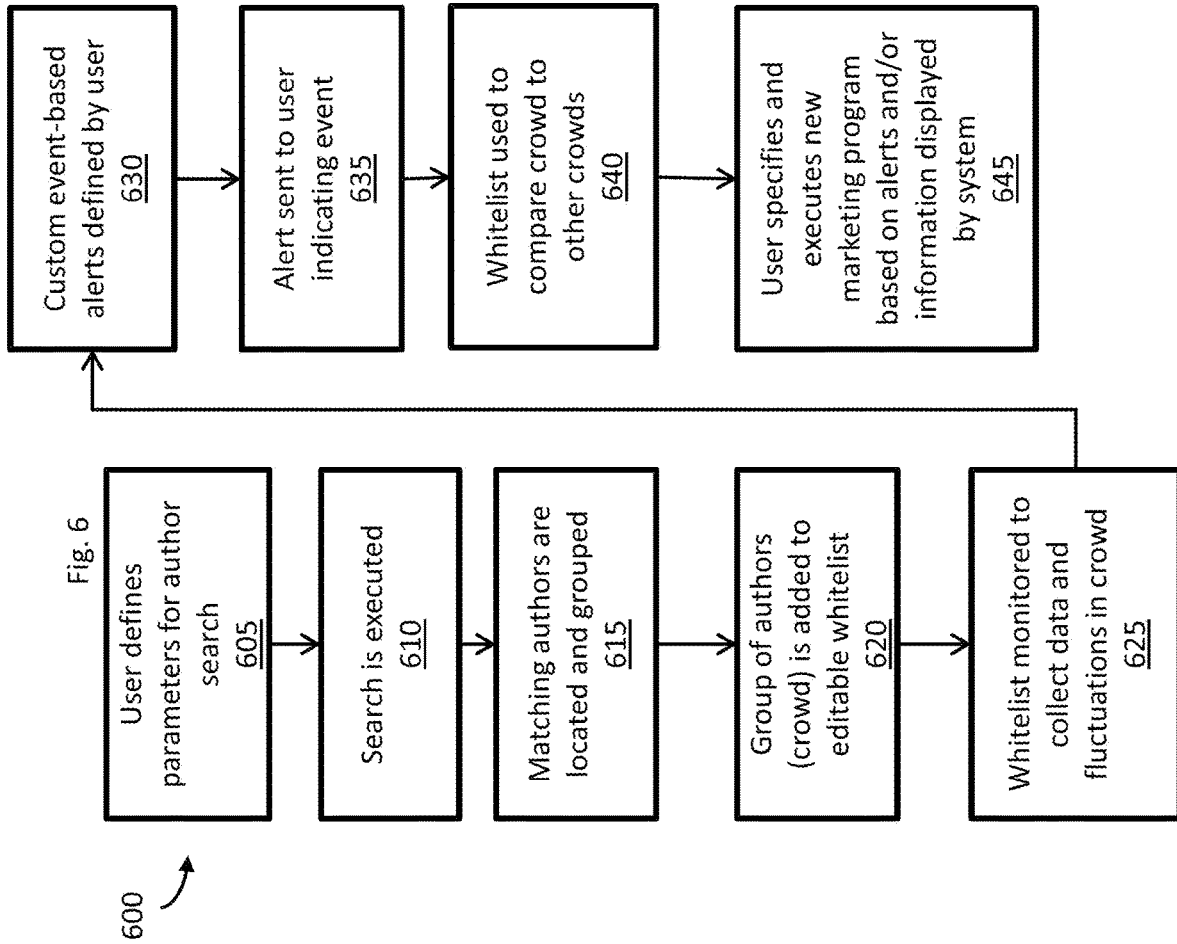 Fig. 6
600
User defines
parameters for author
search
605
Search is executed
610
Matching authors are
located and grouped
615
Group of authors
(crowd) is added to
editable whitelist
620
Whitelist monitored to
collect data and
fluctuations in crowd
625
Custom event-based
alerts defined by user
630
Alert sent to user
indicating event
635
Whitelist used to
compare crowd to
other crowds
640
User specifies and
executes new
marketing program
based on alerts and/or
information displayed
by system
645